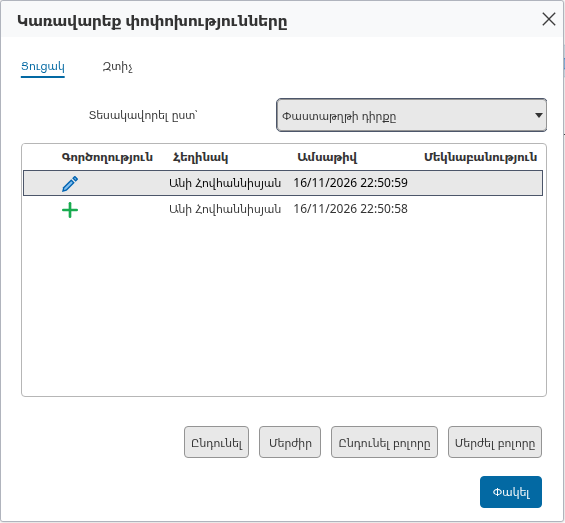 Կառավարեք փոփոխությունները
Ցուցակ Զտիչ
Տեսակավորել ըստ՝ Փաստաթղթի դիրքը
Գործողություն Հեղինակ Ամսաթիվ Մեկնաբանություն
Անի Հովհաննիսյան 16/11/2026 22:50:59
Անի Հովհաննիսյան 16/11/2026 22:50:58
Ընդունել Մերժիր Ընդունել բոլորը Մերժել բոլորը
Փակել